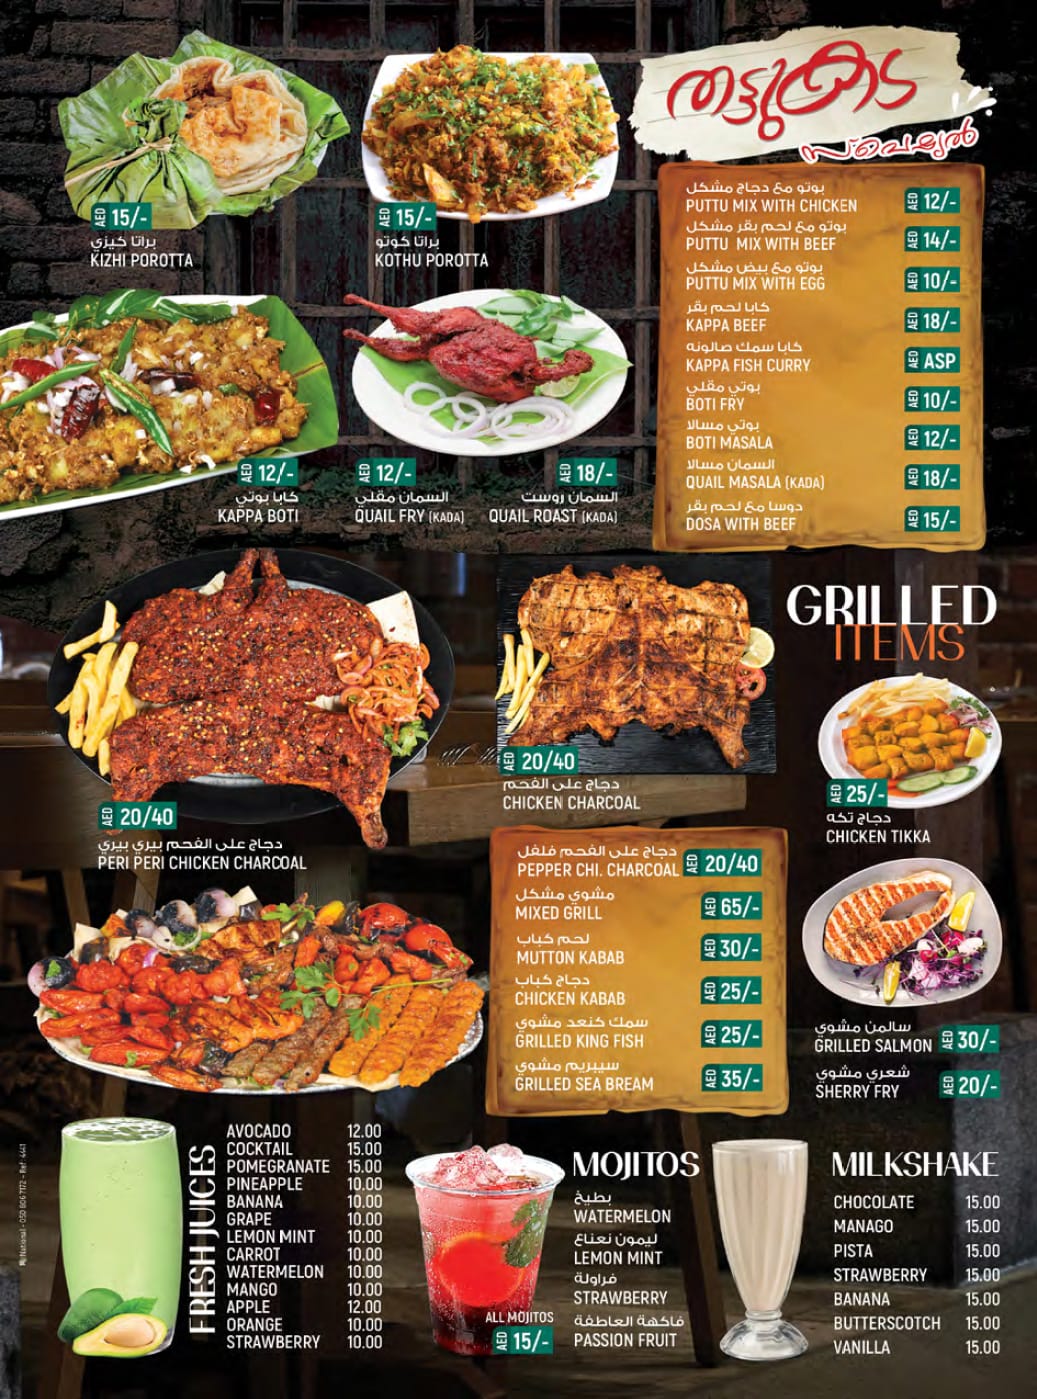 തട്ടുകട
സ്പെഷ്യൽ
AED 15/-
براتا كيزي
KIZHI POROTTA
AED 15/-
براتا كوتو
KOTHU POROTTA
AED 12/-
كابا بوتي
KAPPA BOTI
AED 12/-
السمان مقلي
QUAIL FRY (KADA)
AED 18/-
السمان روست
QUAIL ROAST (KADA)
بوتو مع دجاج مشكل
PUTTU MIX WITH CHICKEN AED 12/-
بوتو مع لحم بقر مشكل
PUTTU MIX WITH BEEF AED 14/-
بوتو مع بيض مشكل
PUTTU MIX WITH EGG AED 10/-
كابا لحم بقر
KAPPA BEEF AED 18/-
كابا سمك صالونه
KAPPA FISH CURRY AED ASP
بوتي مقلي
BOTI FRY AED 10/-
بوتي مسالا
BOTI MASALA AED 12/-
السمان مسالا
QUAIL MASALA (KADA) AED 18/-
دوسا مع لحم بقر
DOSA WITH BEEF AED 15/-
GRILLED
ITEMS
AED 20/40
دجاج على الفحم بيري بيري
PERI PERI CHICKEN CHARCOAL
AED 20/40
دجاج على الفحم
CHICKEN CHARCOAL
AED 25/-
دجاج تكه
CHICKEN TIKKA
دجاج على الفحم فلفل
PEPPER CHI. CHARCOAL AED 20/40
مشوي مشكل
MIXED GRILL AED 65/-
لحم كباب
MUTTON KABAB AED 30/-
دجاج كباب
CHICKEN KABAB AED 25/-
سمك كنعد مشوي
GRILLED KING FISH AED 25/-
سيبريم مشوي
GRILLED SEA BREAM AED 35/-
سالمن مشوي
GRILLED SALMON AED 30/-
شعري مشوي
SHERRY FRY AED 20/-
FRESH JUICES
AVOCADO 12.00
COCKTAIL 15.00
POMEGRANATE 15.00
PINEAPPLE 10.00
BANANA 10.00
GRAPE 10.00
LEMON MINT 10.00
CARROT 10.00
WATERMELON 10.00
MANGO 10.00
APPLE 12.00
ORANGE 10.00
STRAWBERRY 10.00
MOJITOS
بطيخ
WATERMELON
ليمون نعناع
LEMON MINT
فراولة
STRAWBERRY
فاكهة العاطفة
PASSION FRUIT
ALL MOJITOS
AED 15/-
MILKSHAKE
CHOCOLATE 15.00
MANAGO 15.00
PISTA 15.00
STRAWBERRY 15.00
BANANA 15.00
BUTTERSCOTCH 15.00
VANILLA 15.00
National - 050 606 7172 - Ref: 4441